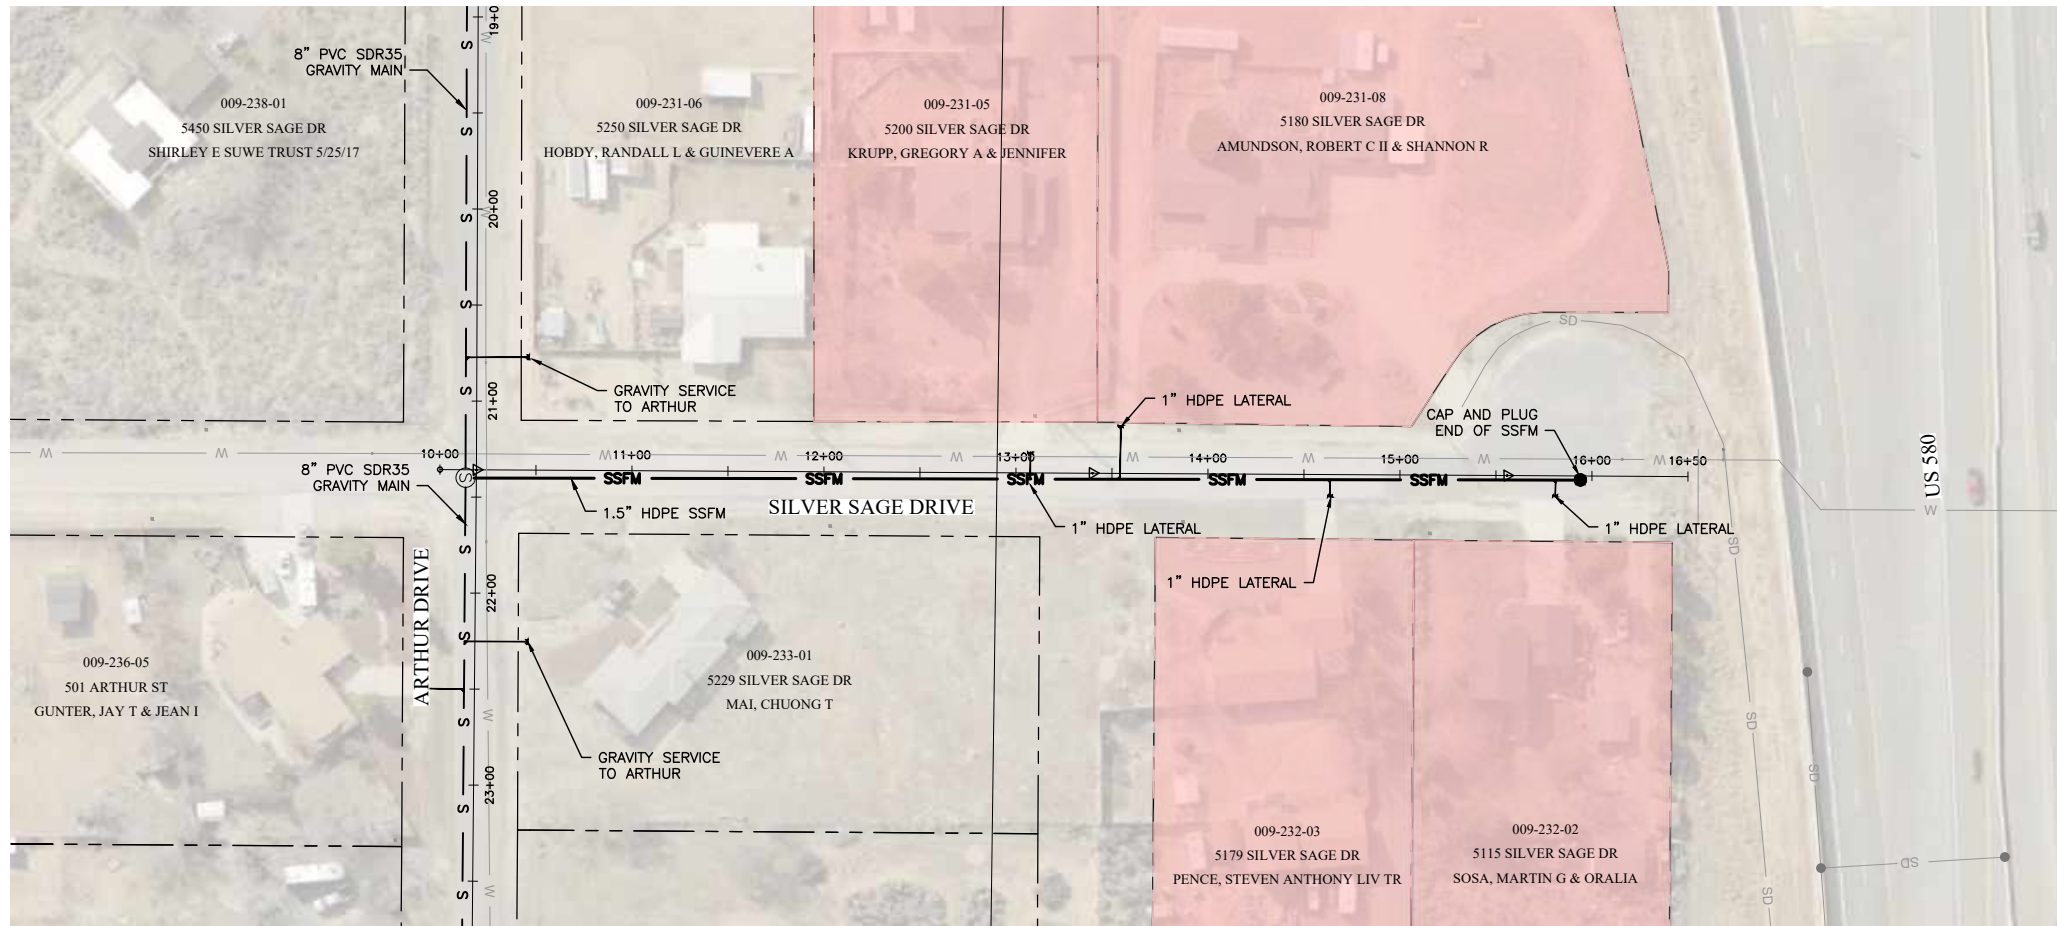 19+0
8” PVC SDR35
GRAVITY MAIN
S
W
009-238-01
5450 SILVER SAGE DR
SHIRLEY E SUWE TRUST 5/25/17
009-231-06
5250 SILVER SAGE DR
HOBDY, RANDALL L & GUINEVERE A
009-231-05
5200 SILVER SAGE DR
KRUPP, GREGORY A & JENNIFER
009-231-08
5180 SILVER SAGE DR
AMUNDSON, ROBERT C II & SHANNON R
S
S
W
20+00
S
S
SD
GRAVITY SERVICE
TO ARTHUR
21+00
1” HDPE LATERAL
CAP AND PLUG
END OF SSFM
W
W
10+00
W
11+00
W
12+00
W
13+00
W
14+00
W
15+00
W
16+00
W
16+50
US 580
8” PVC SDR35
GRAVITY MAIN
S
SSFM
SSFM
SSFM
SSFM
SSFM
1.5” HDPE SSFM
SILVER SAGE DRIVE
1” HDPE LATERAL
1” HDPE LATERAL
W
SD
S
1” HDPE LATERAL
ARTHUR DRIVE
22+00
S
009-236-05
501 ARTHUR ST
GUNTER, JAY T & JEAN I
009-233-01
5229 SILVER SAGE DR
MAI, CHUONG T
S
W
SD
GRAVITY SERVICE
TO ARTHUR
23+00
S
SD
009-232-03
5179 SILVER SAGE DR
PENCE, STEVEN ANTHONY LIV TR
009-232-02
5115 SILVER SAGE DR
SOSA, MARTIN G & ORALIA
SD
S
W
SD